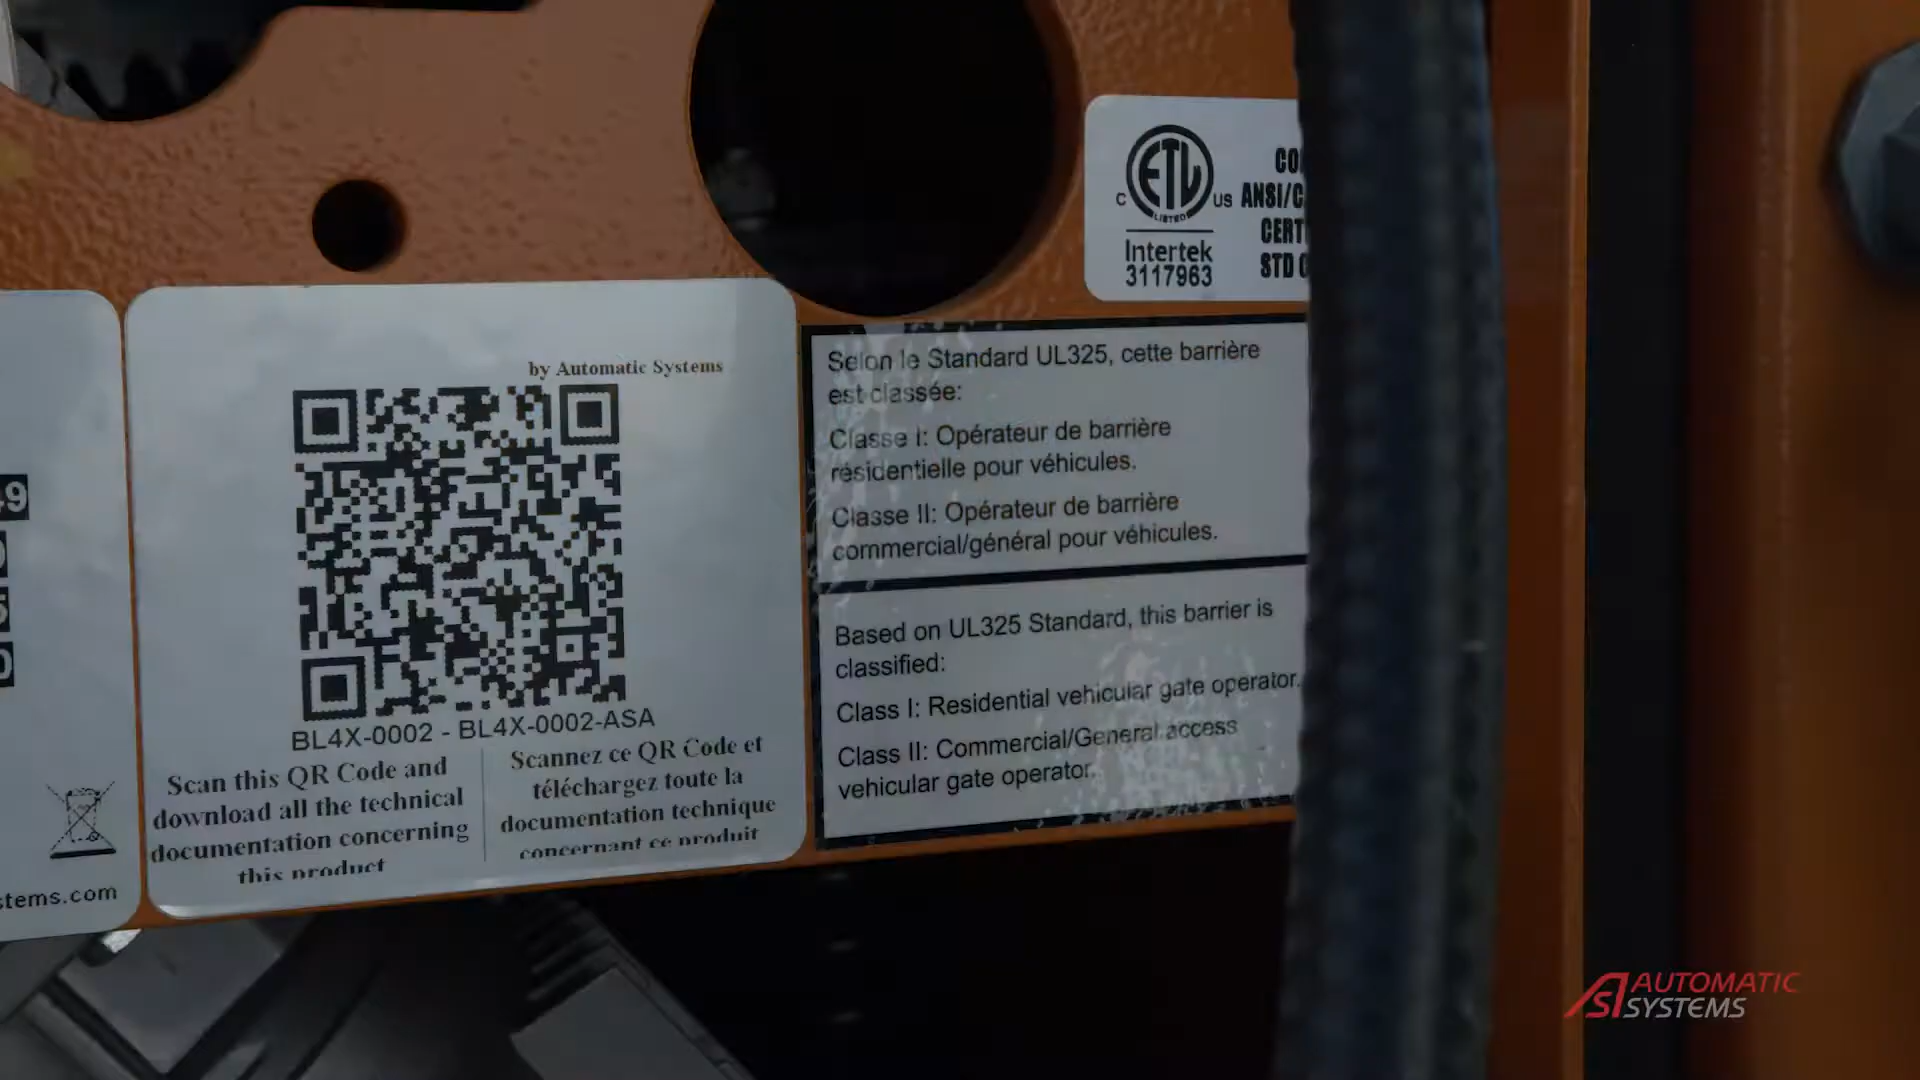 by Automatic Systems
BL4X-0002 - BL4X-0002-ASA
Scan this QR Code and
download all the technical
documentation concerning
this product
Scannez ce QR Code et
téléchargez toute la
documentation technique
concernant ce produit
ETL
LISTED
C
US
Intertek
3117963
ANSI/C
CERT
STD
Selon le Standard UL325, cette barrière
est classée:
Classe I: Opérateur de barrière
résidentielle pour véhicules.
Classe II: Opérateur de barrière
commercial/général pour véhicules.
Based on UL325 Standard, this barrier is
classified:
Class I: Residential vehicular gate operator.
Class II: Commercial/General access
vehicular gate operator.
stems.com
AUTOMATIC
SYSTEMS